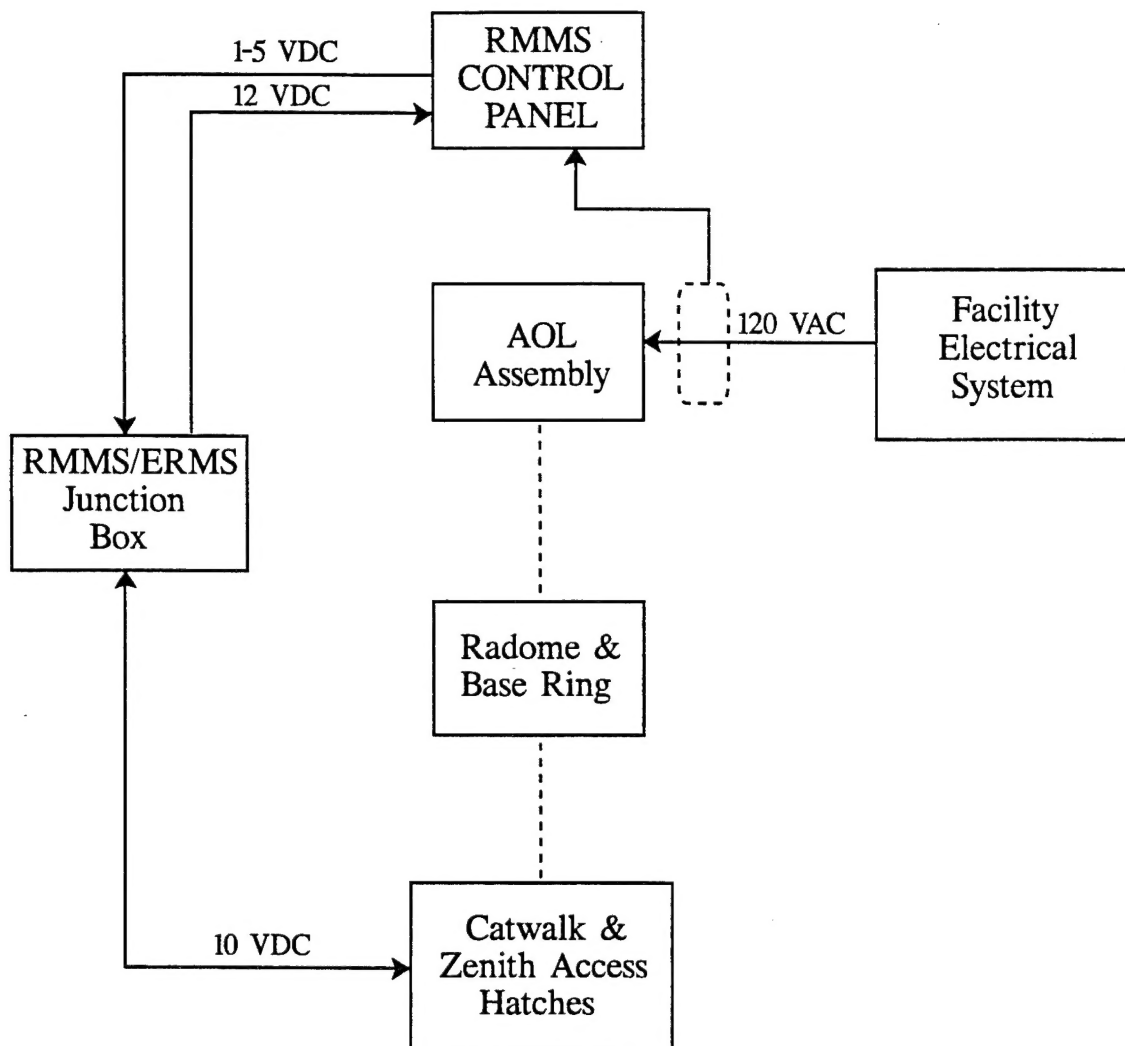 RMMS
CONTROL
PANEL
1-5 VDC
12 VDC
AOL
Assembly
120 VAC
Facility
Electrical
System
RMMS/ERMS
Junction
Box
Radome &
Base Ring
10 VDC
Catwalk &
Zenith Access
Hatches